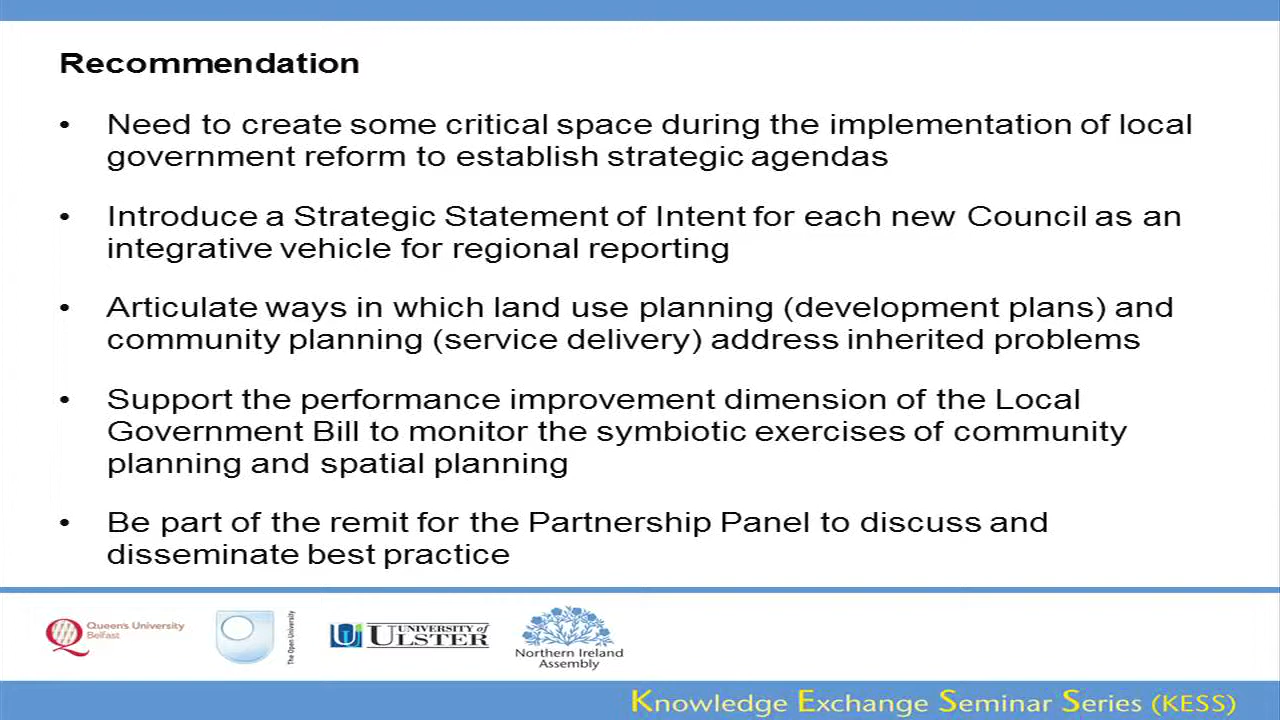 Recommendation
• Need to create some critical space during the implementation of local
government reform to establish strategic agendas
• Introduce a Strategic Statement of Intent for each new Council as an
integrative vehicle for regional reporting
• Articulate ways in which land use planning (development plans) and
community planning (service delivery) address inherited problems
• Support the performance improvement dimension of the Local
Government Bill to monitor the symbiotic exercises of community
planning and spatial planning
• Be part of the remit for the Partnership Panel to discuss and
disseminate best practice
Queen's University
Belfast
The Open University
UNIVERSITY of
ULSTER
Northern Ireland
Assembly
Knowledge Exchange Seminar Series (KESS)